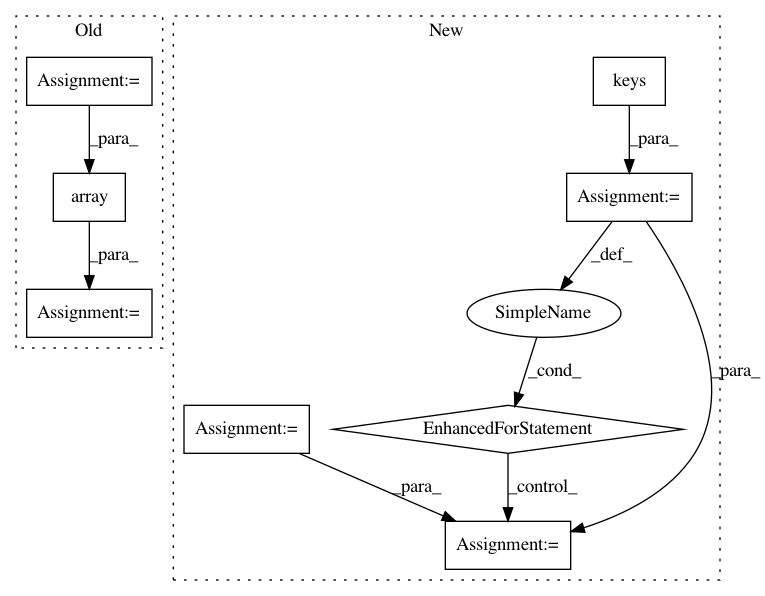 Old
New
Assignment:=
keys
_para_
_para_
array
Assignment:=
_para_
_def_
Assignment:=
SimpleName
_cond_
_para_
Assignment:=
EnhancedForStatement
_para_
_control_
Assignment:=